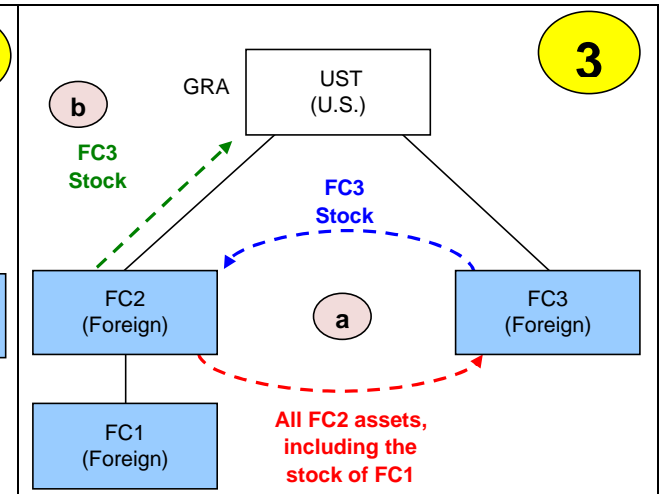 3
GRA
UST
(U.S.)
b
FC3
Stock
FC3
Stock
FC2
(Foreign)
a
FC3
(Foreign)
FC1
(Foreign)
All FC2 assets,
including the
stock of FC1